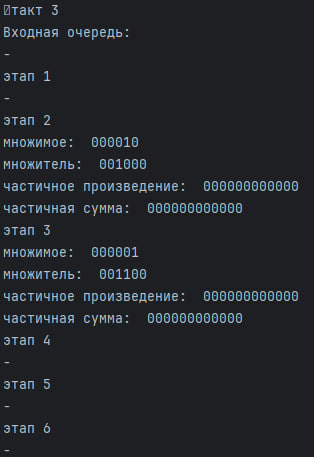 такт 3
Входная очередь:
-
этап 1
-
этап 2
множимое:  000010
множитель:  001000
частичное произведение:  000000000000
частичная сумма:  000000000000
этап 3
множимое:  000001
множитель:  001100
частичное произведение:  000000000000
частичная сумма:  000000000000
этап 4
-
этап 5
-
этап 6
-